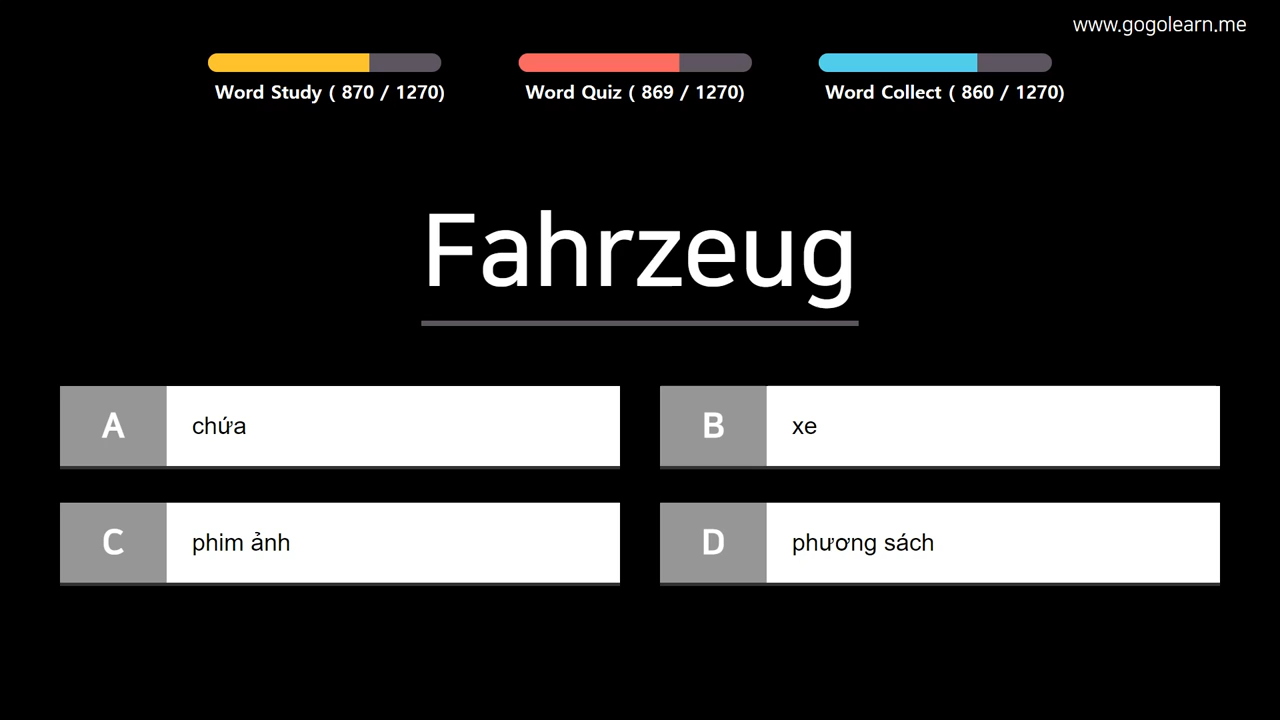 www.gogolearn.me
Word Study ( 870 / 1270)
Word Quiz ( 869 / 1270)
Word Collect ( 860 / 1270)
Fahrzeug
A chứa
B xe
C phim ảnh
D phương sách